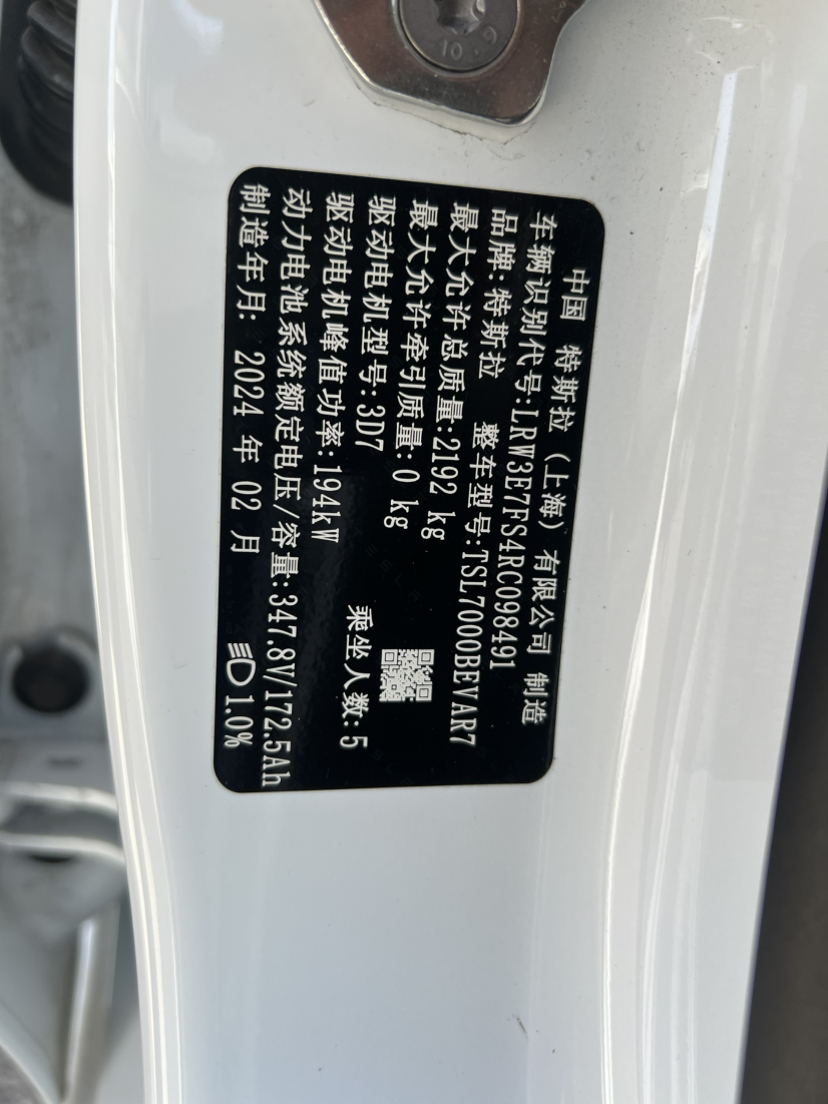 10.9
中国 特斯拉（上海）有限公司 制造
车辆识别代号:LRW3E7FS4RC098491
品牌:特斯拉 整车型号:TSL7000BEVAR7
最大允许总质量:2192 kg
最大允许牵引质量:0 kg
驱动电机型号:3D7 乘坐人数:5
驱动电机峰值功率:194kW
动力电池系统额定电压/容量:347.8V/172.5Ah
制造年月: 2024 年 02 月 1.0%